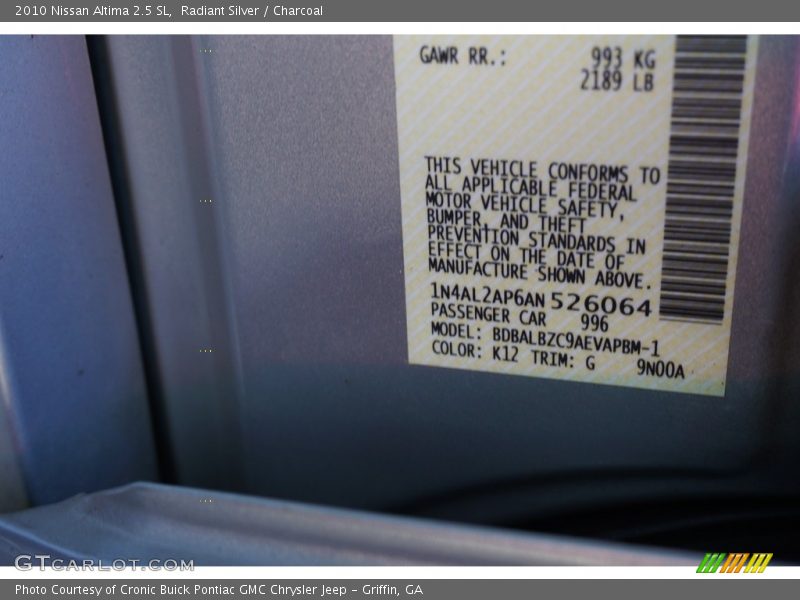 2010 Nissan Altima 2.5 SL,  Radiant Silver / Charcoal
GAWR RR.: 993 KG
2189 LB
THIS VEHICLE CONFORMS TO
ALL APPLICABLE FEDERAL
MOTOR VEHICLE SAFETY,
BUMPER, AND THEFT
PREVENTION STANDARDS IN
EFFECT ON THE DATE OF
MANUFACTURE SHOWN ABOVE.
1N4AL2AP6AN 526064
PASSENGER CAR 996
MODEL: BDBALBZC9AEVAPBM-1
COLOR: K12 TRIM: G 9N00A
GTCARLOT.COM
Photo Courtesy of Cronic Buick Pontiac GMC Chrysler Jeep - Griffin, GA